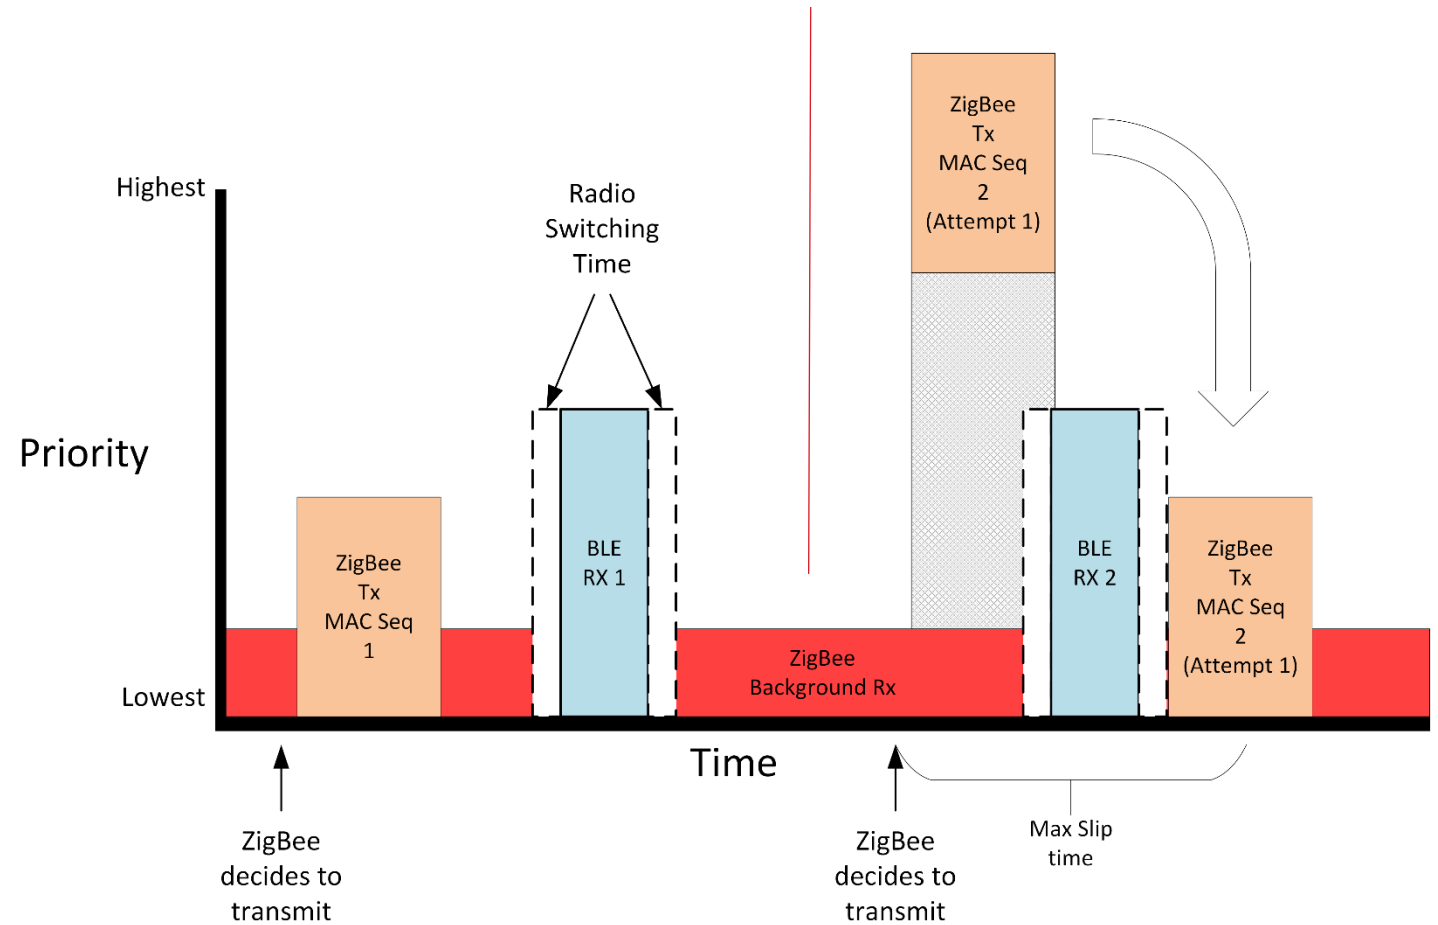 ZigBee
Tx
MAC Seq
2
(Attempt 1)
Highest
Radio
Switching
Time
Priority
ZigBee
Tx
MAC Seq
1
BLE
RX 1
BLE
RX 2
ZigBee
Tx
MAC Seq
2
(Attempt 1)
ZigBee
Background Rx
Lowest
Time
ZigBee
decides to
transmit
ZigBee
decides to
transmit
Max Slip
time